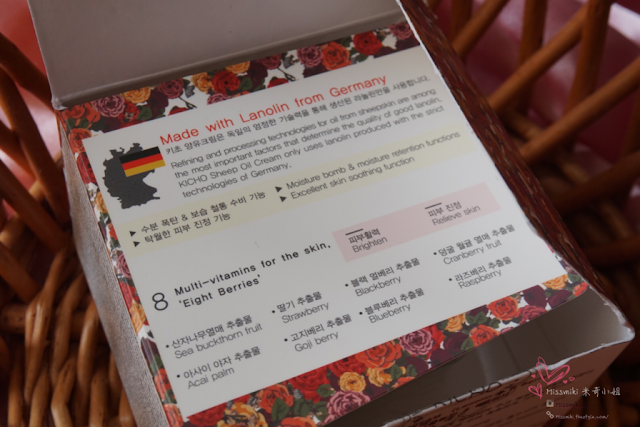 Made with Lanolin from Germany
키초 양유크림은 독일의 엄정한 기술력을 통해 생산된 라놀린만을 사용합니다.
Refining and processing technologies for oil from sheepskin are among
the most important factors that determine the quality of good lanolin,
KICHO Sheep Oil Cream only uses lanolin produced with the strict
technologies of Germany.
▶ 수분 폭탄 & 보습 철통 수비 기능
▶ 탁월한 피부 진정 기능
▶ Moisture bomb & moisture retention functions
▶ Excellent skin soothing function
8 Multi-vitamins for the skin,
'Eight Berries'
피부활력
Brighten
피부 진정
Relieve skin
• 산자나무열매 추출물
Sea buckthorn fruit
• 딸기 추출물
Strawberry
• 블랙 얼베리 추출물
Blackberry
• 덩굴 월귤 열매 추출물
Cranberry fruit
• 아사이 야자 추출물
Acai palm
• 고지베리 추출물
Goji berry
• 블루베리 추출물
Blueberry
• 라즈베리 추출물
Raspberry
Missmiki 米奇小姐